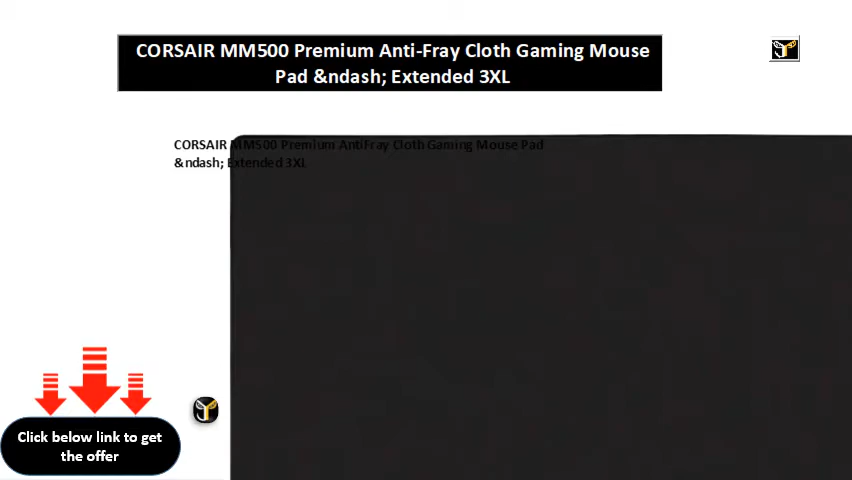 CORSAIR MM500 Premium Anti-Fray Cloth Gaming Mouse
Pad &ndash; Extended 3XL
CORSAIR MM500 Premium AntiFray Cloth Gaming Mouse Pad
&ndash; Extended 3XL
Click below link to get
the offer